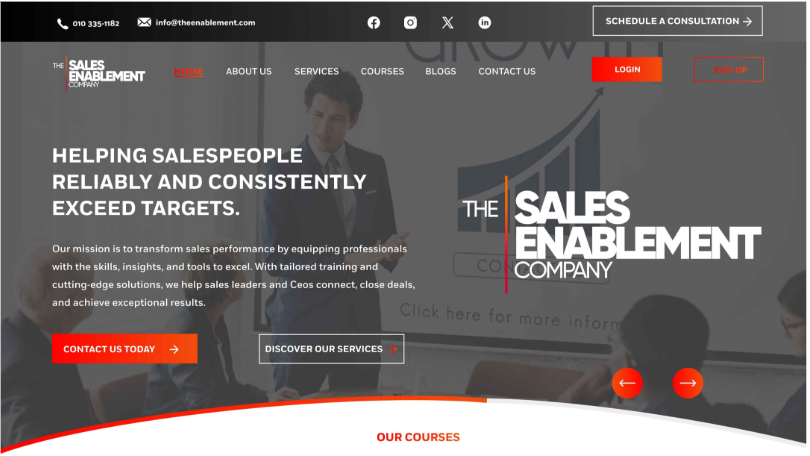 010 335-1182
info@theenablement.com
SCHEDULE A CONSULTATION
THE SALES
ENABLEMENT
COMPANY
HOME
ABOUT US
SERVICES
COURSES
BLOGS
CONTACT US
LOGIN
SIGN UP
GROWTH
HELPING SALESPEOPLE
RELIABLY AND CONSISTENTLY
EXCEED TARGETS.
Our mission is to transform sales performance by equipping professionals
with the skills, insights, and tools to excel. With tailored training and
cutting-edge solutions, we help sales leaders and Ceos connect, close deals,
and achieve exceptional results.
CONTACT US TODAY
DISCOVER OUR SERVICES
THE SALES
ENABLEMENT
COMPANY
Click here for more
OUR COURSES